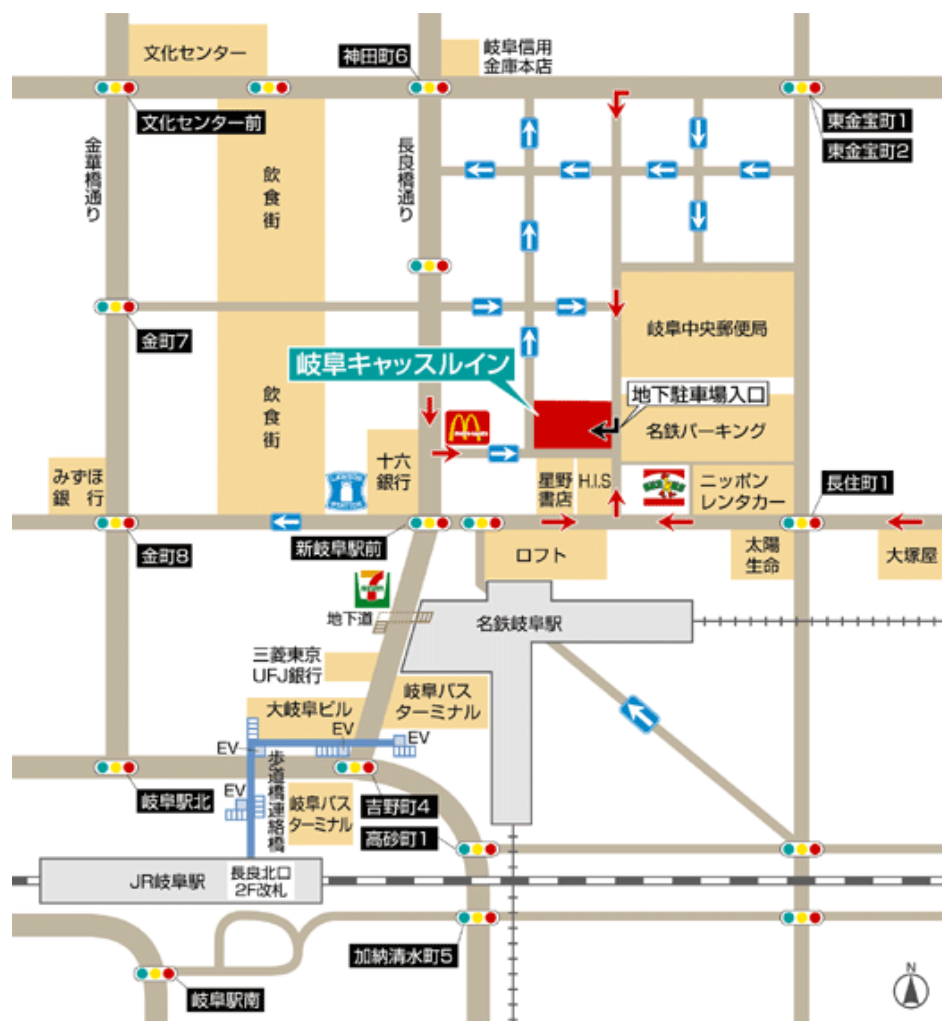 文化センター
神田町6
岐阜信用
金庫本店
文化センター前
東金宝町1
東金宝町2
金華橋通り
飲食街
長良橋通り
金町7
岐阜中央郵便局
岐阜キャッスルイン
地下駐車場入口
飲食街
名鉄パーキング
みずほ
銀行
十六
銀行
星野
書店
H.I.S
ニッポン
レンタカー
長住町1
金町8
新岐阜駅前
ロフト
太陽
生命
大塚屋
地下道
名鉄岐阜駅
三菱東京
UFJ銀行
岐阜バス
ターミナル
大岐阜ビル
EV
EV
EV
EV
歩道橋連絡橋
岐阜駅北
岐阜バス
ターミナル
吉野町4
高砂町1
JR岐阜駅
長良北口
2F改札
加納清水町5
岐阜駅南
N